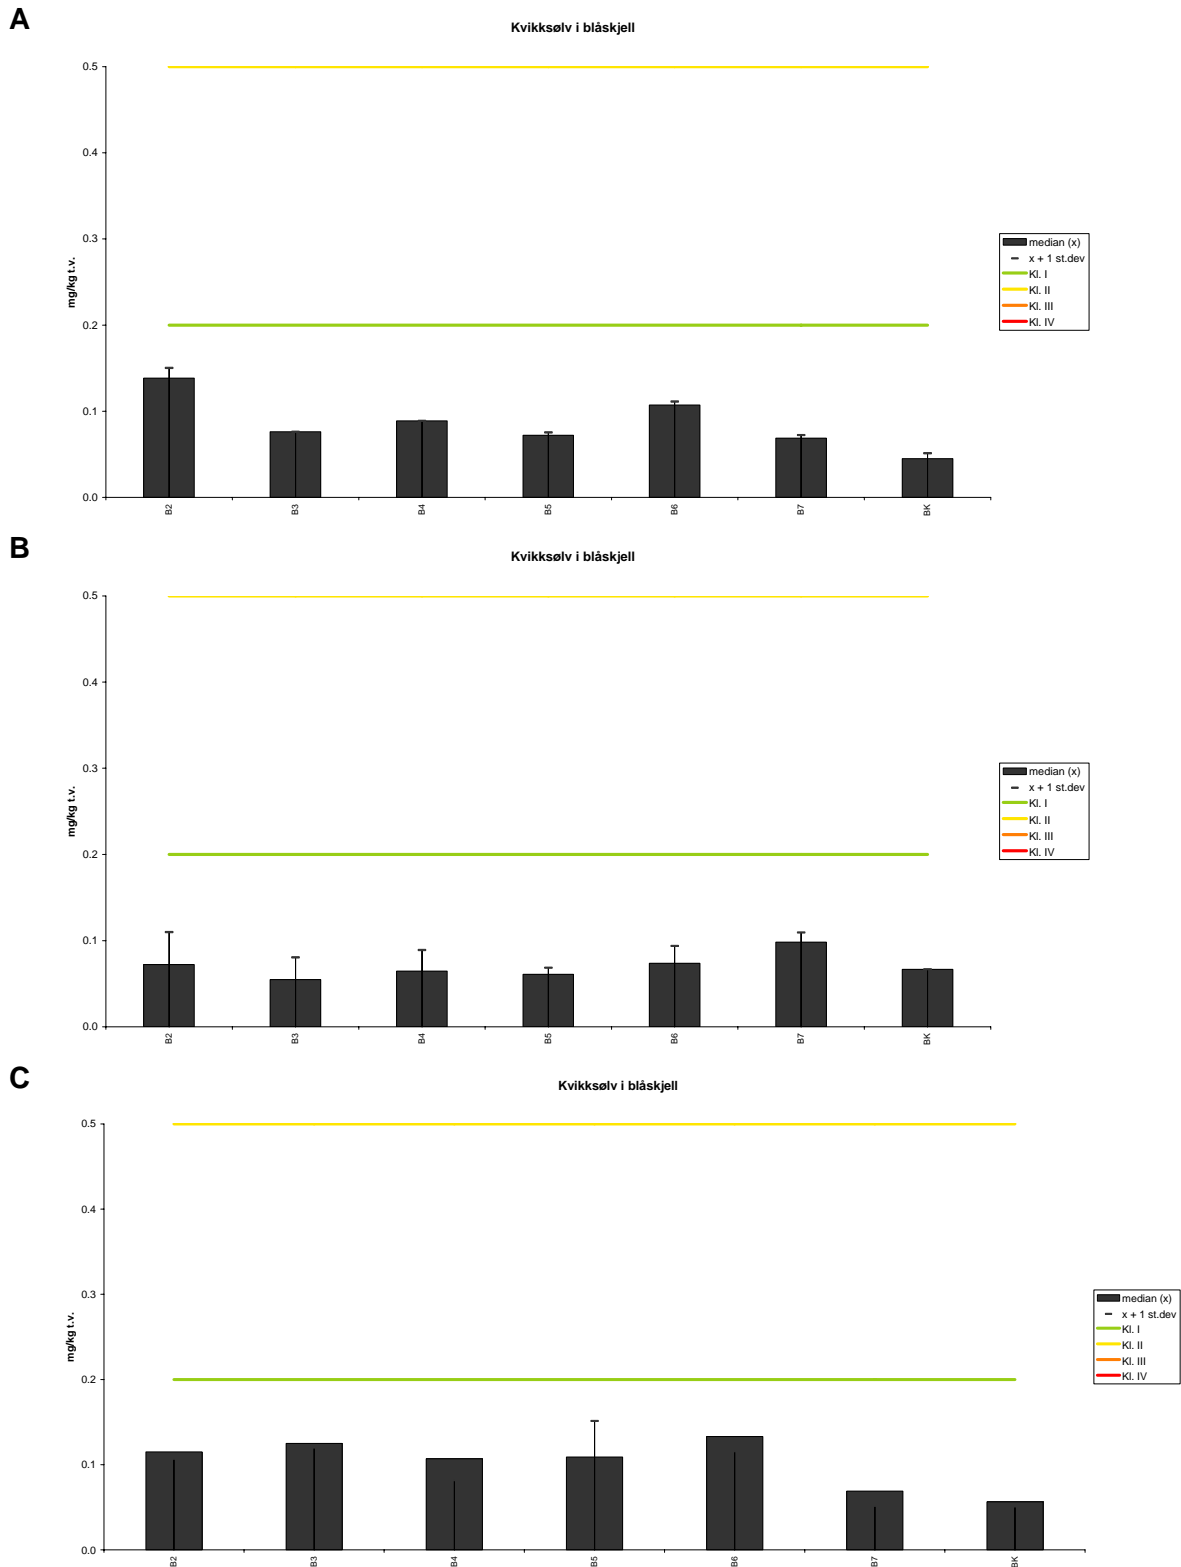 A
Kvikksølv i blåskjell
0.5
0.4
0.3
0.2
0.1
0.0
mg/kg t.v.
B2
B3
B4
B5
B6
B7
BK
median (x)
x + 1 st.dev
Kl. I
Kl. II
Kl. III
Kl. IV
B
Kvikksølv i blåskjell
0.5
0.4
0.3
0.2
0.1
0.0
mg/kg t.v.
B2
B3
B4
B5
B6
B7
BK
median (x)
x + 1 st.dev
Kl. I
Kl. II
Kl. III
Kl. IV
C
Kvikksølv i blåskjell
0.5
0.4
0.3
0.2
0.1
0.0
mg/kg t.v.
B2
B3
B4
B5
B6
B7
BK
median (x)
x + 1 st.dev
Kl. I
Kl. II
Kl. III
Kl. IV